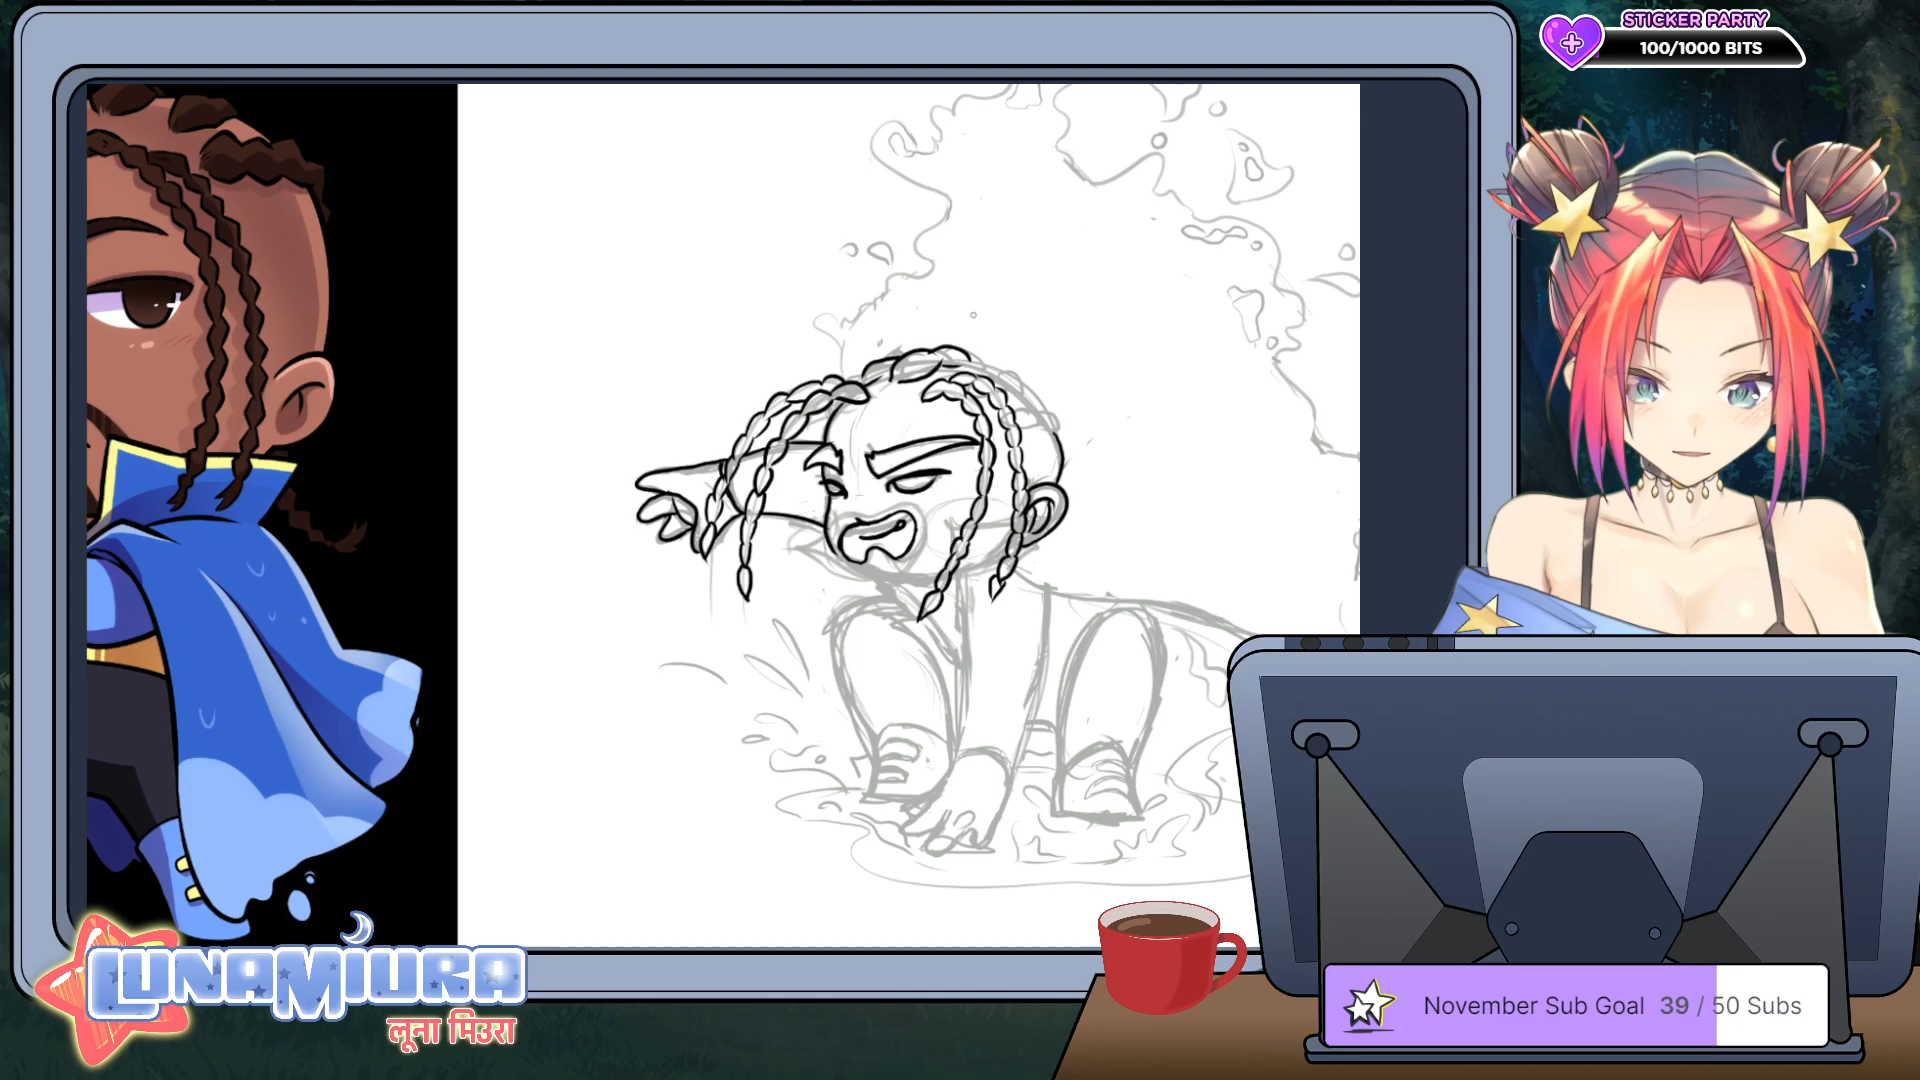 STICKER PARTY
100/1000 BITS
LUNAMIURA
लूना मिउरा
November Sub Goal 39 / 50 Subs